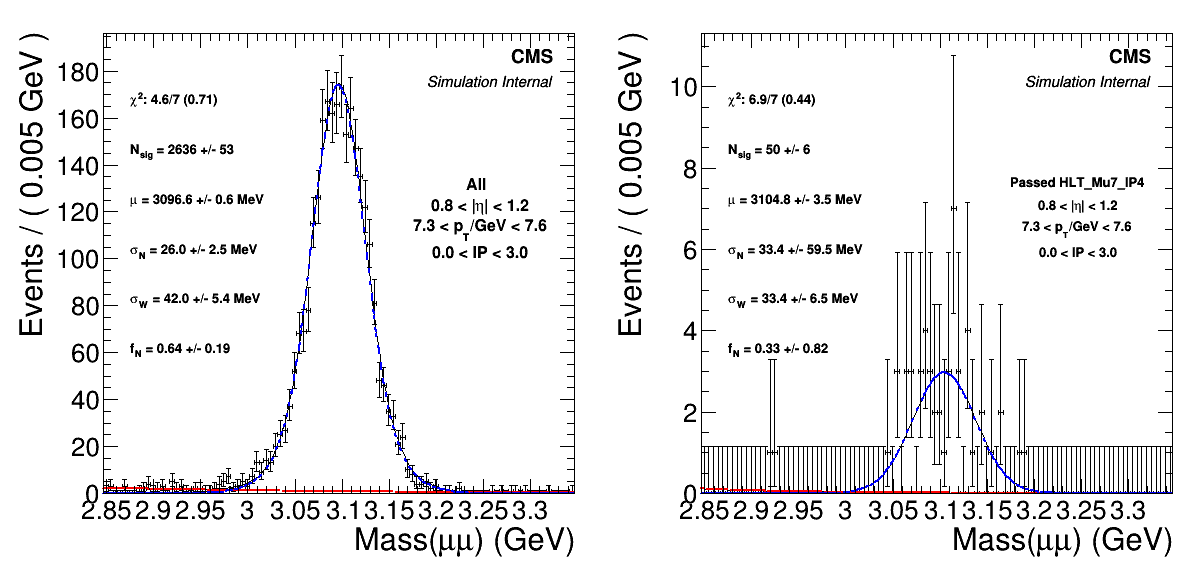 CMS
Simulation Internal
χ²: 4.6/7 (0.71)
N_sig = 2636 +/- 53
μ = 3096.6 +/- 0.6 MeV
σ_N = 26.0 +/- 2.5 MeV
σ_W = 42.0 +/- 5.4 MeV
f_N = 0.64 +/- 0.19
All
0.8 < |η| < 1.2
7.3 < p_T/GeV < 7.6
0.0 < IP < 3.0
Events / ( 0.005 GeV )
180
160
140
120
100
80
60
40
20
0
2.85 2.9 2.95 3 3.05 3.1 3.15 3.2 3.25 3.3
Mass(μμ) (GeV)
CMS
Simulation Internal
χ²: 6.9/7 (0.44)
N_sig = 50 +/- 6
μ = 3104.8 +/- 3.5 MeV
σ_N = 33.4 +/- 59.5 MeV
σ_W = 33.4 +/- 6.5 MeV
f_N = 0.33 +/- 0.82
Passed HLT_Mu7_IP4
0.8 < |η| < 1.2
7.3 < p_T/GeV < 7.6
0.0 < IP < 3.0
Events / ( 0.005 GeV )
10
8
6
4
2
0
2.85 2.9 2.95 3 3.05 3.1 3.15 3.2 3.25 3.3
Mass(μμ) (GeV)